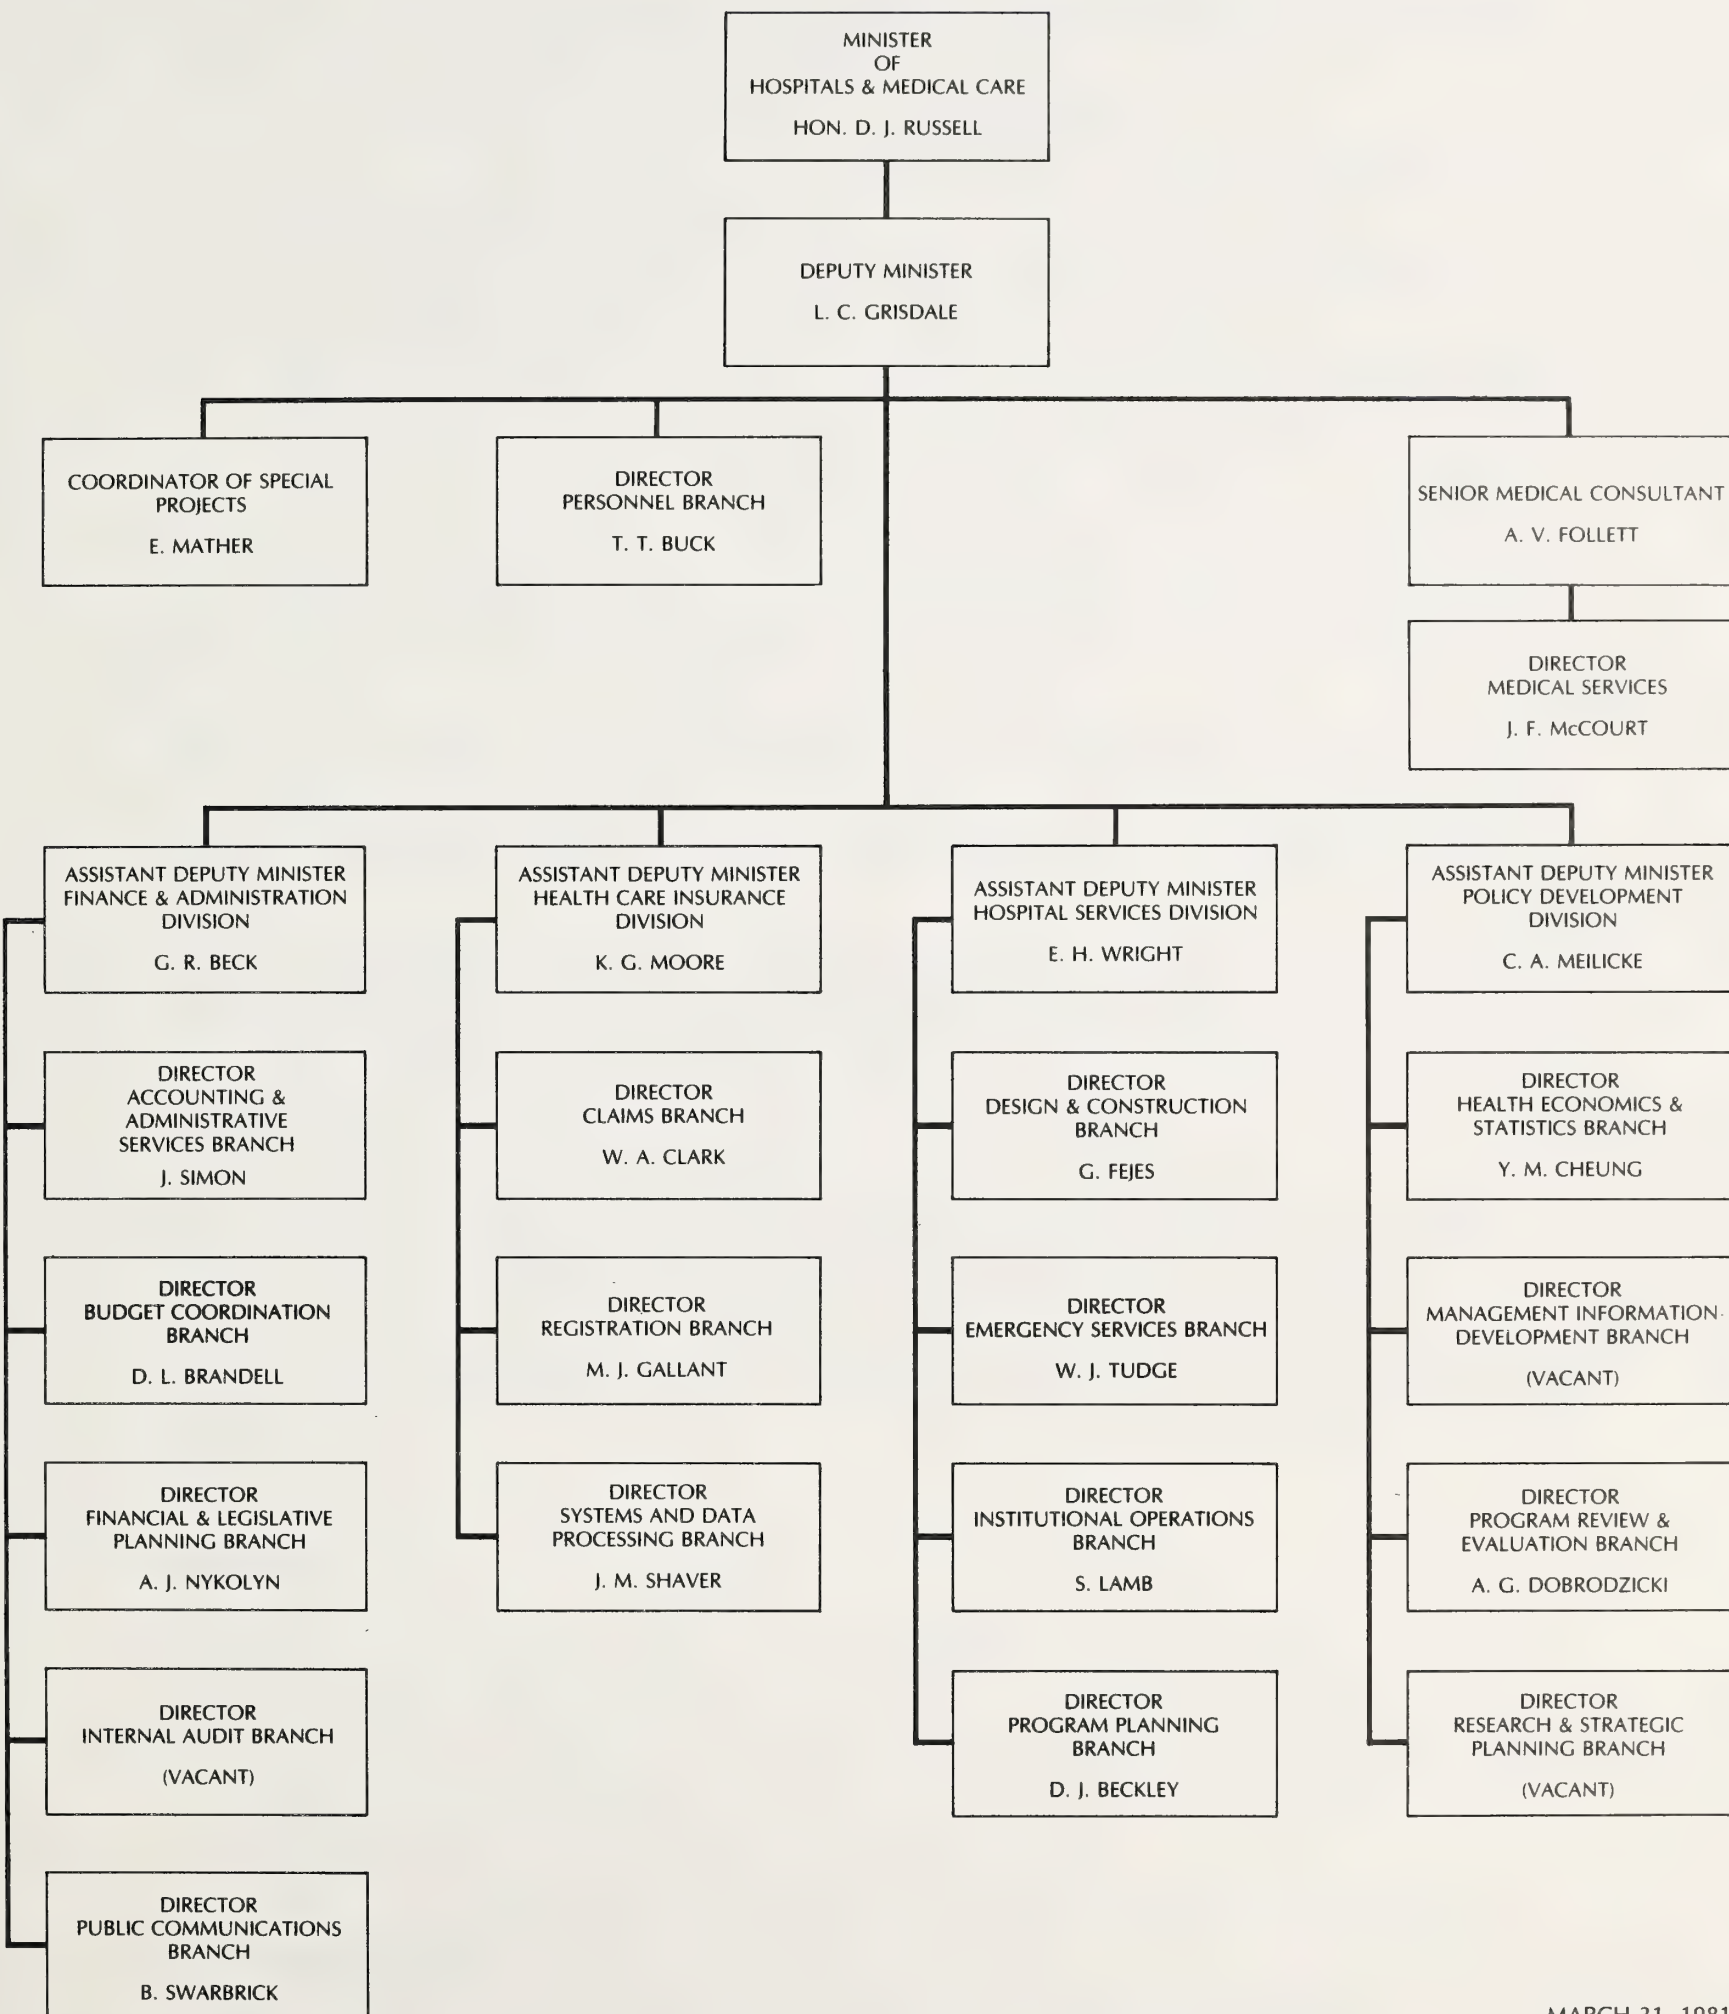 MINISTER
OF
HOSPITALS & MEDICAL CARE
HON. D. J. RUSSELL
DEPUTY MINISTER
L. C. GRISDALE
COORDINATOR OF SPECIAL
PROJECTS
E. MATHER
DIRECTOR
PERSONNEL BRANCH
T. T. BUCK
SENIOR MEDICAL CONSULTANT
A. V. FOLLETT
DIRECTOR
MEDICAL SERVICES
J. F. McCOURT
ASSISTANT DEPUTY MINISTER
FINANCE & ADMINISTRATION
DIVISION
G. R. BECK
DIRECTOR
ACCOUNTING &
ADMINISTRATIVE
SERVICES BRANCH
J. SIMON
DIRECTOR
BUDGET COORDINATION
BRANCH
D. L. BRANDELL
DIRECTOR
FINANCIAL & LEGISLATIVE
PLANNING BRANCH
A. J. NYKOLYN
DIRECTOR
INTERNAL AUDIT BRANCH
(VACANT)
DIRECTOR
PUBLIC COMMUNICATIONS
BRANCH
B. SWARBRICK
ASSISTANT DEPUTY MINISTER
HEALTH CARE INSURANCE
DIVISION
K. G. MOORE
DIRECTOR
CLAIMS BRANCH
W. A. CLARK
DIRECTOR
REGISTRATION BRANCH
M. J. GALLANT
DIRECTOR
SYSTEMS AND DATA
PROCESSING BRANCH
J. M. SHAVER
ASSISTANT DEPUTY MINISTER
HOSPITAL SERVICES DIVISION
E. H. WRIGHT
DIRECTOR
DESIGN & CONSTRUCTION
BRANCH
G. FEJES
DIRECTOR
EMERGENCY SERVICES BRANCH
W. J. TUDGE
DIRECTOR
INSTITUTIONAL OPERATIONS
BRANCH
S. LAMB
DIRECTOR
PROGRAM PLANNING
BRANCH
D. J. BECKLEY
ASSISTANT DEPUTY MINISTER
POLICY DEVELOPMENT
DIVISION
C. A. MEILICKE
DIRECTOR
HEALTH ECONOMICS &
STATISTICS BRANCH
Y. M. CHEUNG
DIRECTOR
MANAGEMENT INFORMATION
DEVELOPMENT BRANCH
(VACANT)
DIRECTOR
PROGRAM REVIEW &
EVALUATION BRANCH
A. G. DOBRODZICKI
DIRECTOR
RESEARCH & STRATEGIC
PLANNING BRANCH
(VACANT)
MARCH 31, 1981